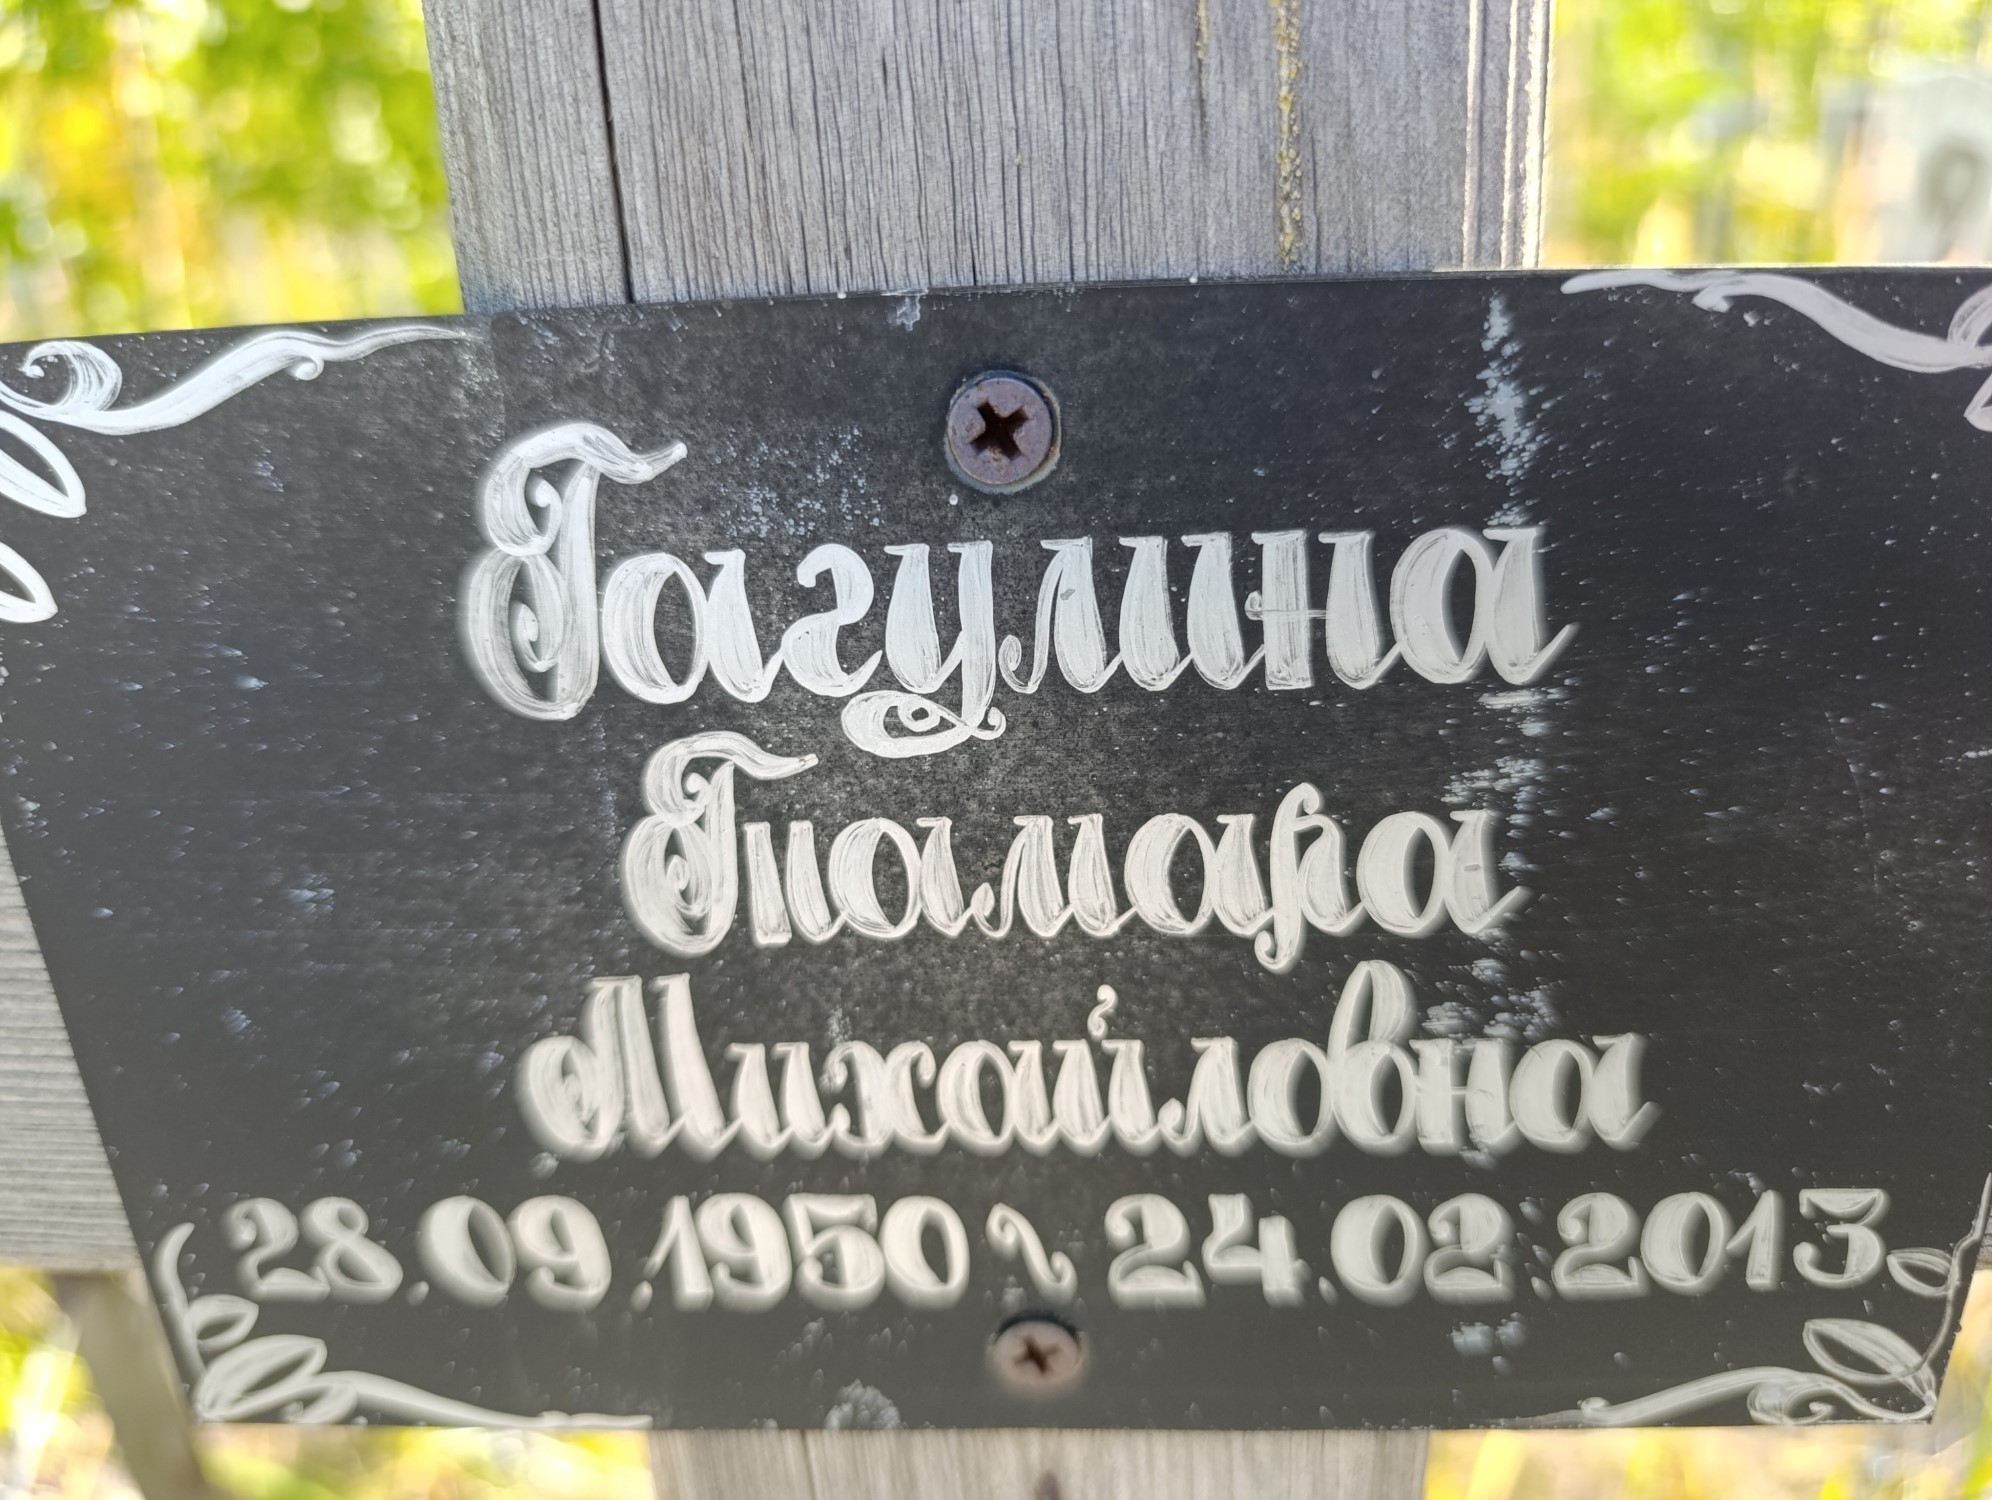 Гагулина
Тамара
Михайловна
28.09.1950 ~ 24.02.2013